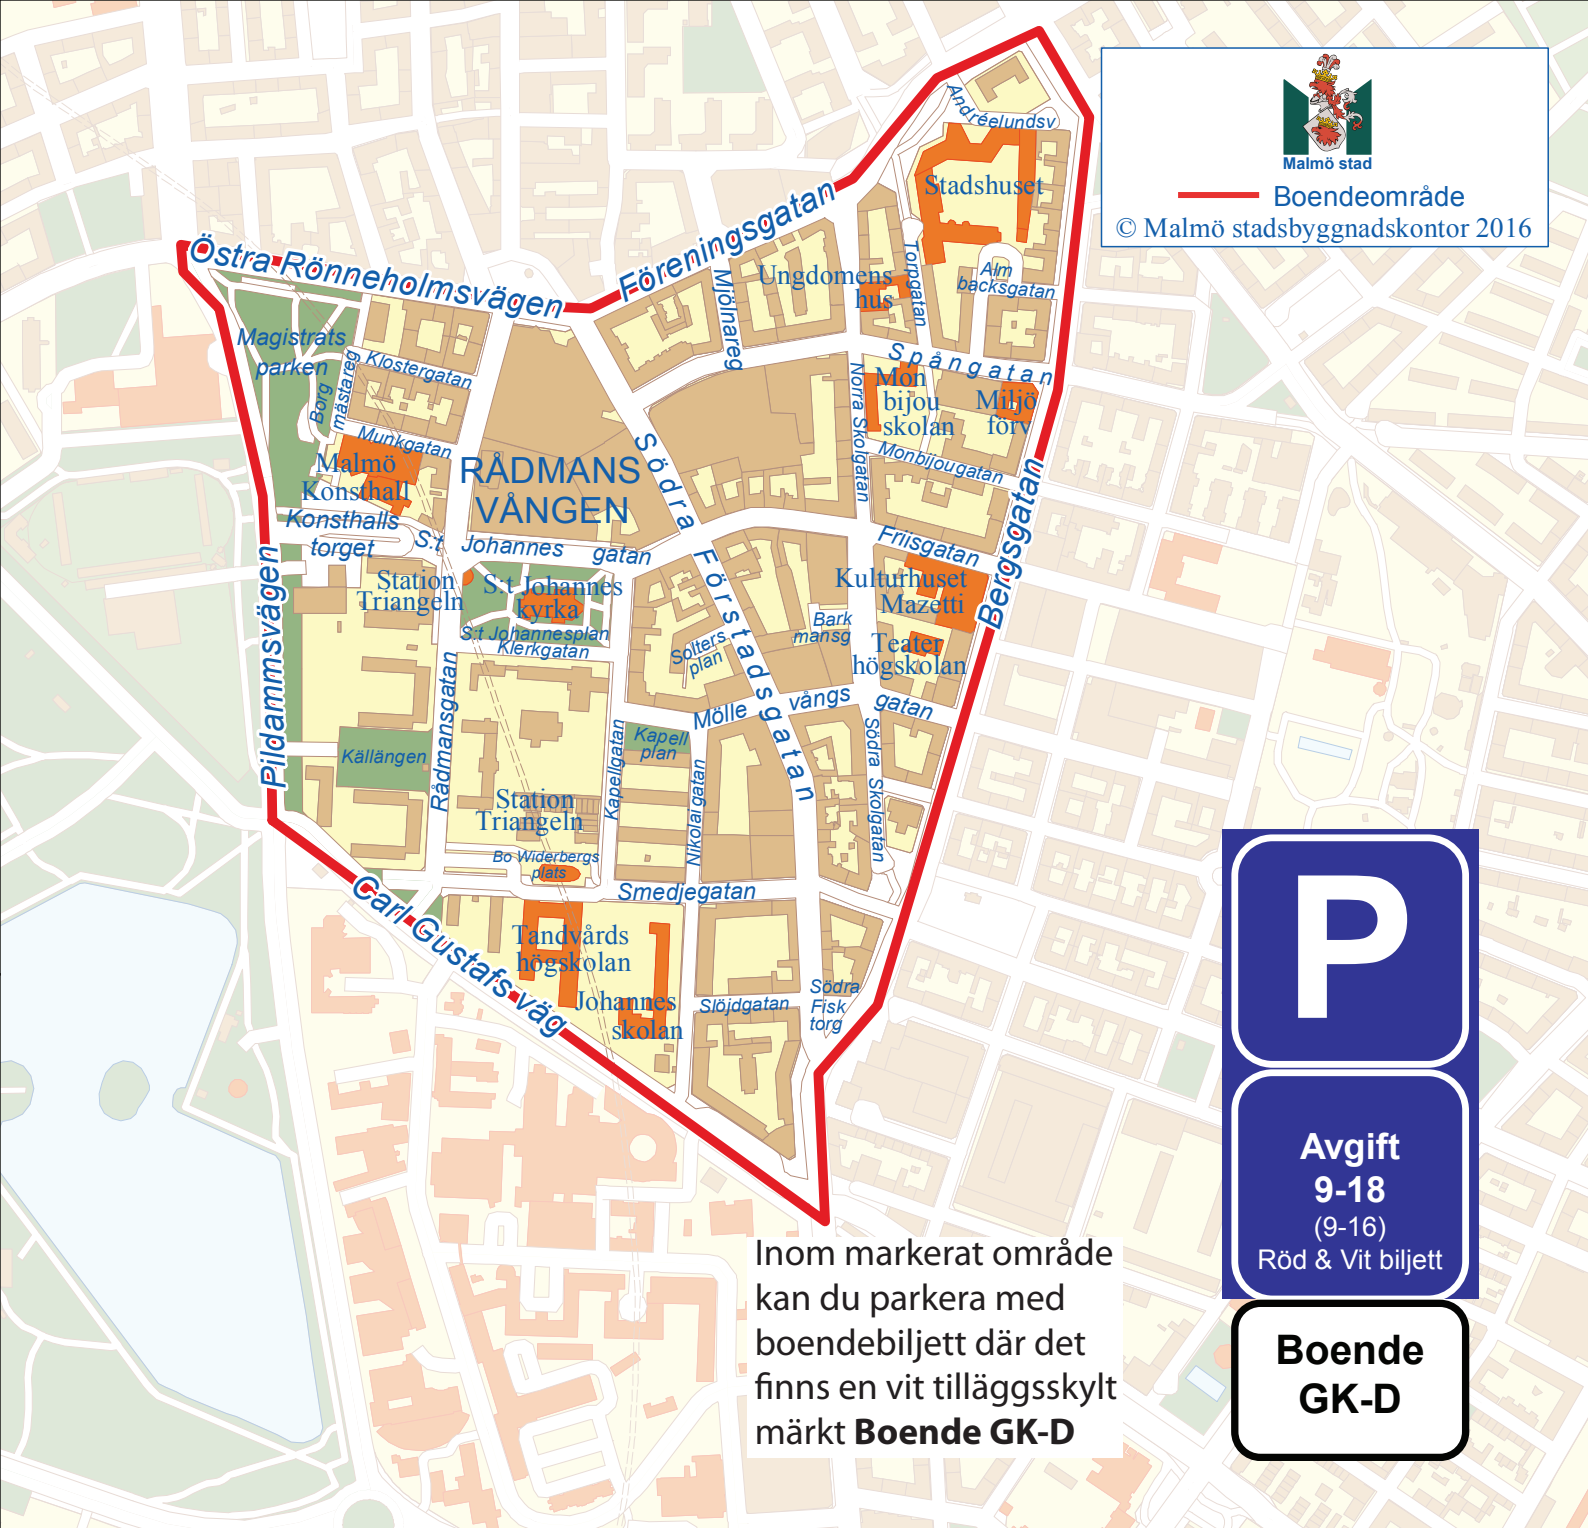 Malmö stad
Boendeområde
© Malmö stadsbyggnadskontor 2016
Andréelundsv
Stadshuset
Föreningsgatan
Östra Rönneholmsvägen
Ungdomens
hus
Torpgatan
Alm
backsgatan
Mjölnareg
Magistrats
parken
Borg
mästareg
Klostergatan
Spångatan
Norra Skolgatan
Mon
bijou
skolan
Miljö
förv
Munkgatan
Monbijougatan
Malmö
Konsthall
RÅDMANS
VÅNGEN
Södra Förstadsgatan
Konsthalls
torget
S:t Johannes gatan
Friisgatan
Bergsgatan
Pildammsvägen
Station
Triangeln
S:t Johannes
kyrka
Kulturhuset
Mazetti
S:t Johannesplan
Klerkgatan
Solters
plan
Bark
mansg
Teater
högskolan
Rådmansgatan
Mölle vångs gatan
Kapell
plan
Källängen
Kapellgatan
Nikolaigatan
Södra Skolgatan
Station
Triangeln
Bo Widerbergs
plats
Smedjegatan
Carl Gustafs väg
Tandvårds
högskolan
Johannes
skolan
Slöjdgatan
Södra
Fisk
torg
P
Avgift
9-18
(9-16)
Röd & Vit biljett
Boende
GK-D
Inom markerat område
kan du parkera med
boendebiljett där det
finns en vit tilläggsskylt
märkt Boende GK-D